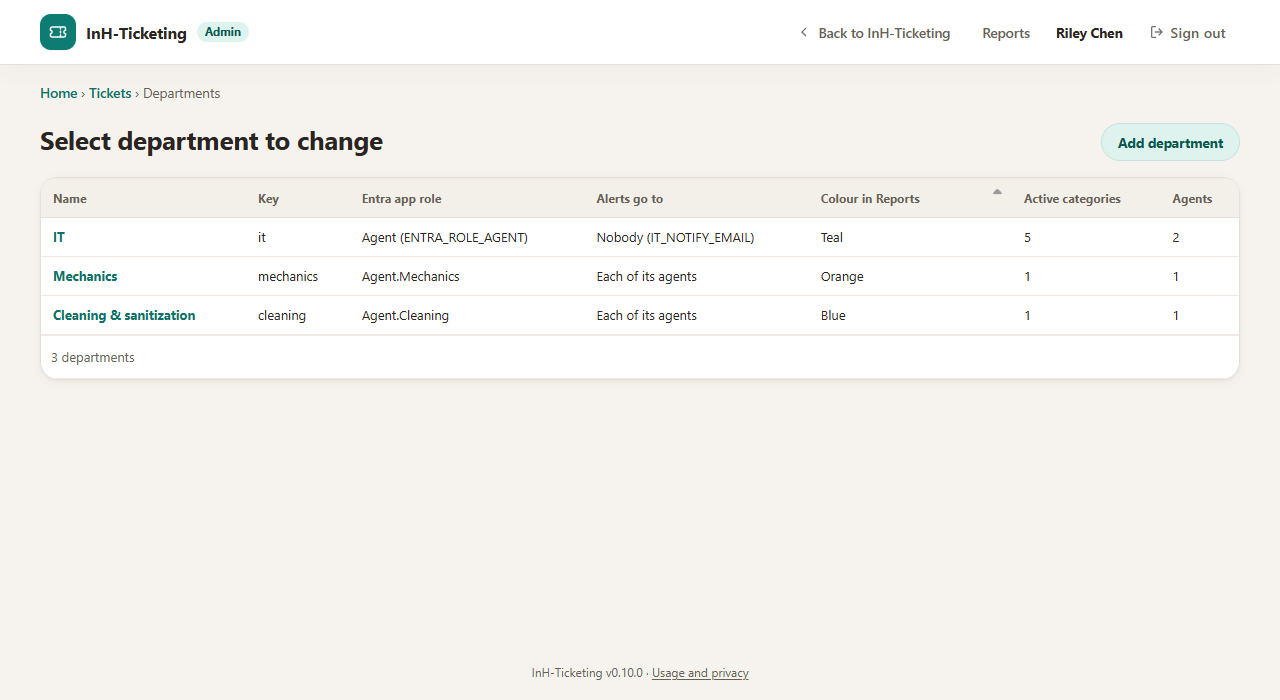 InH-Ticketing Admin
Back to InH-Ticketing Reports Riley Chen Sign out
Home › Tickets › Departments
Select department to change
Add department
Name Key Entra app role Alerts go to Colour in Reports Active categories Agents
IT it Agent (ENTRA_ROLE_AGENT) Nobody (IT_NOTIFY_EMAIL) Teal 5 2
Mechanics mechanics Agent.Mechanics Each of its agents Orange 1 1
Cleaning & sanitization cleaning Agent.Cleaning Each of its agents Blue 1 1
3 departments
InH-Ticketing v0.10.0 · Usage and privacy